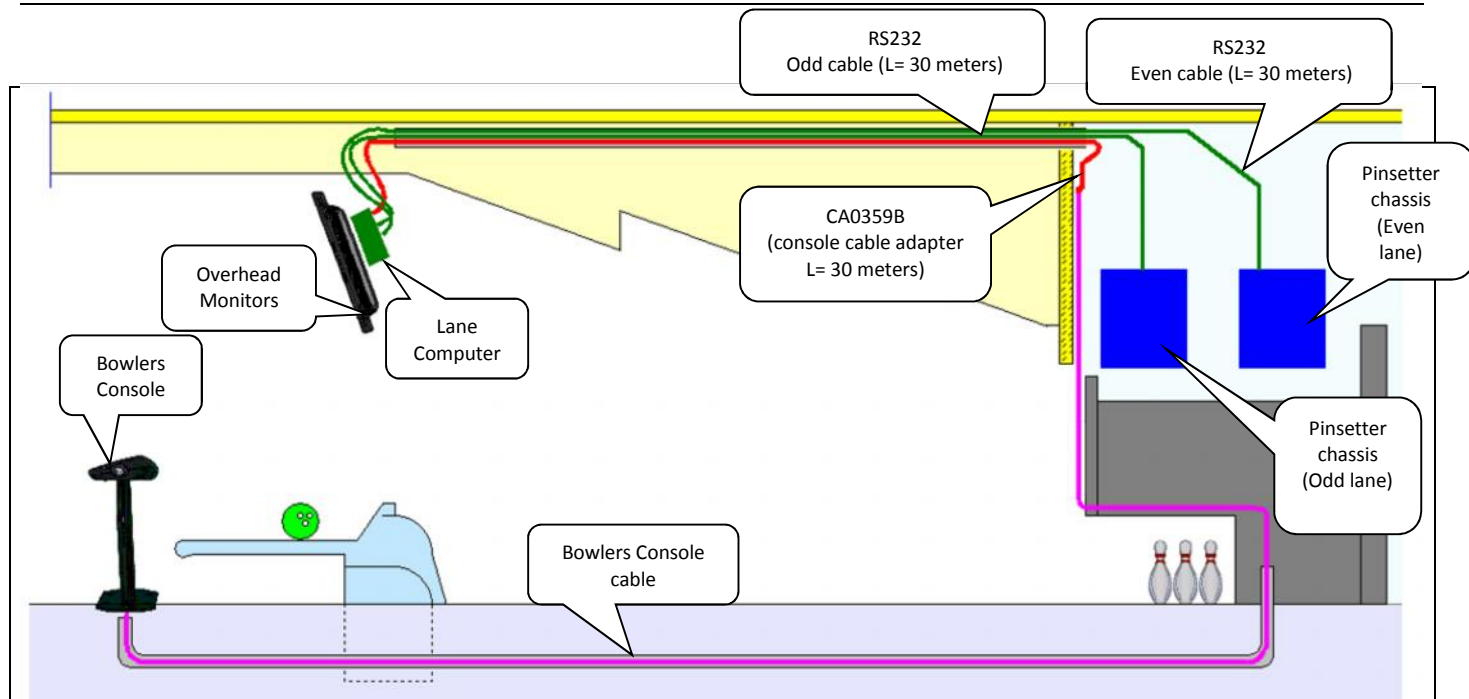 RS232
Odd cable (L= 30 meters)
RS232
Even cable (L= 30 meters)
Pinsetter
chassis
(Even
lane)
CA0359B
(console cable adapter
L= 30 meters)
Overhead
Monitors
Lane
Computer
Bowlers
Console
Pinsetter
chassis
(Odd lane)
Bowlers Console
cable